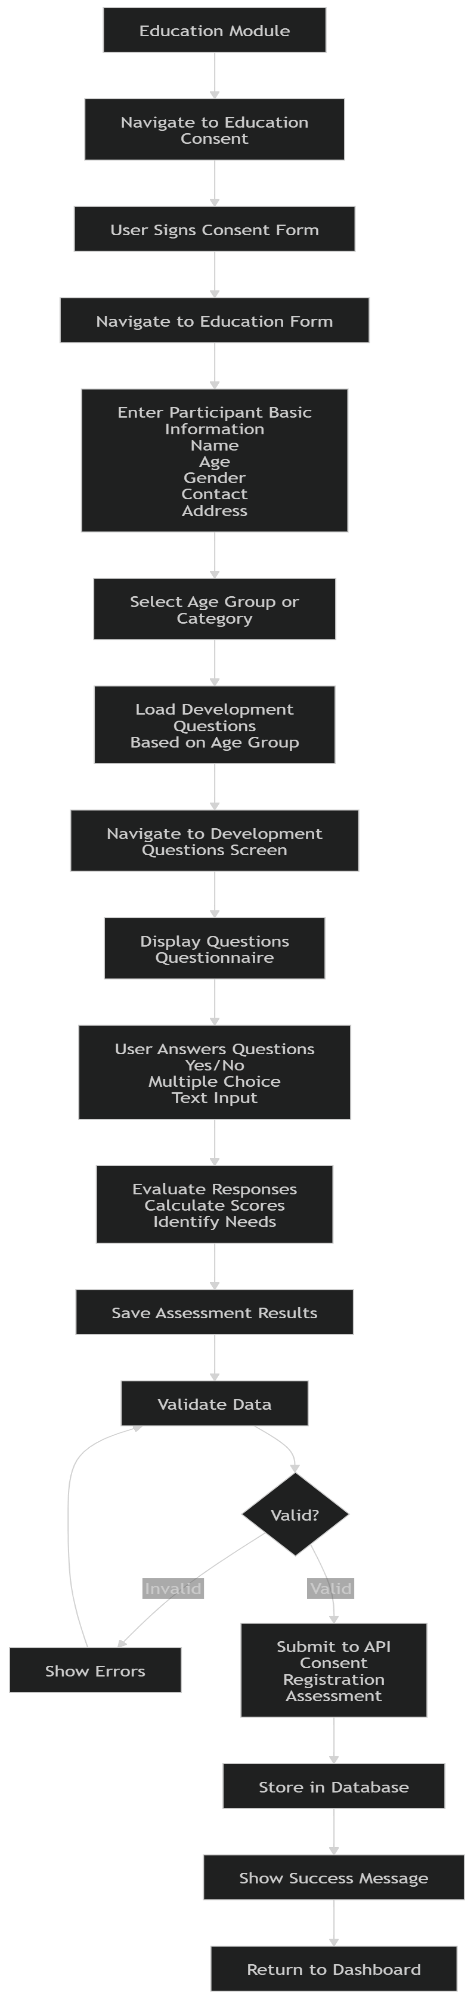 Education Module
Navigate to Education
Consent
User Signs Consent Form
Navigate to Education Form
Enter Participant Basic
Information
Name
Age
Gender
Contact
Address
Select Age Group or
Category
Load Development
Questions
Based on Age Group
Navigate to Development
Questions Screen
Display Questions
Questionnaire
User Answers Questions
Yes/No
Multiple Choice
Text Input
Evaluate Responses
Calculate Scores
Identify Needs
Save Assessment Results
Validate Data
Valid?
Invalid
Valid
Show Errors
Submit to API
Consent
Registration
Assessment
Store in Database
Show Success Message
Return to Dashboard